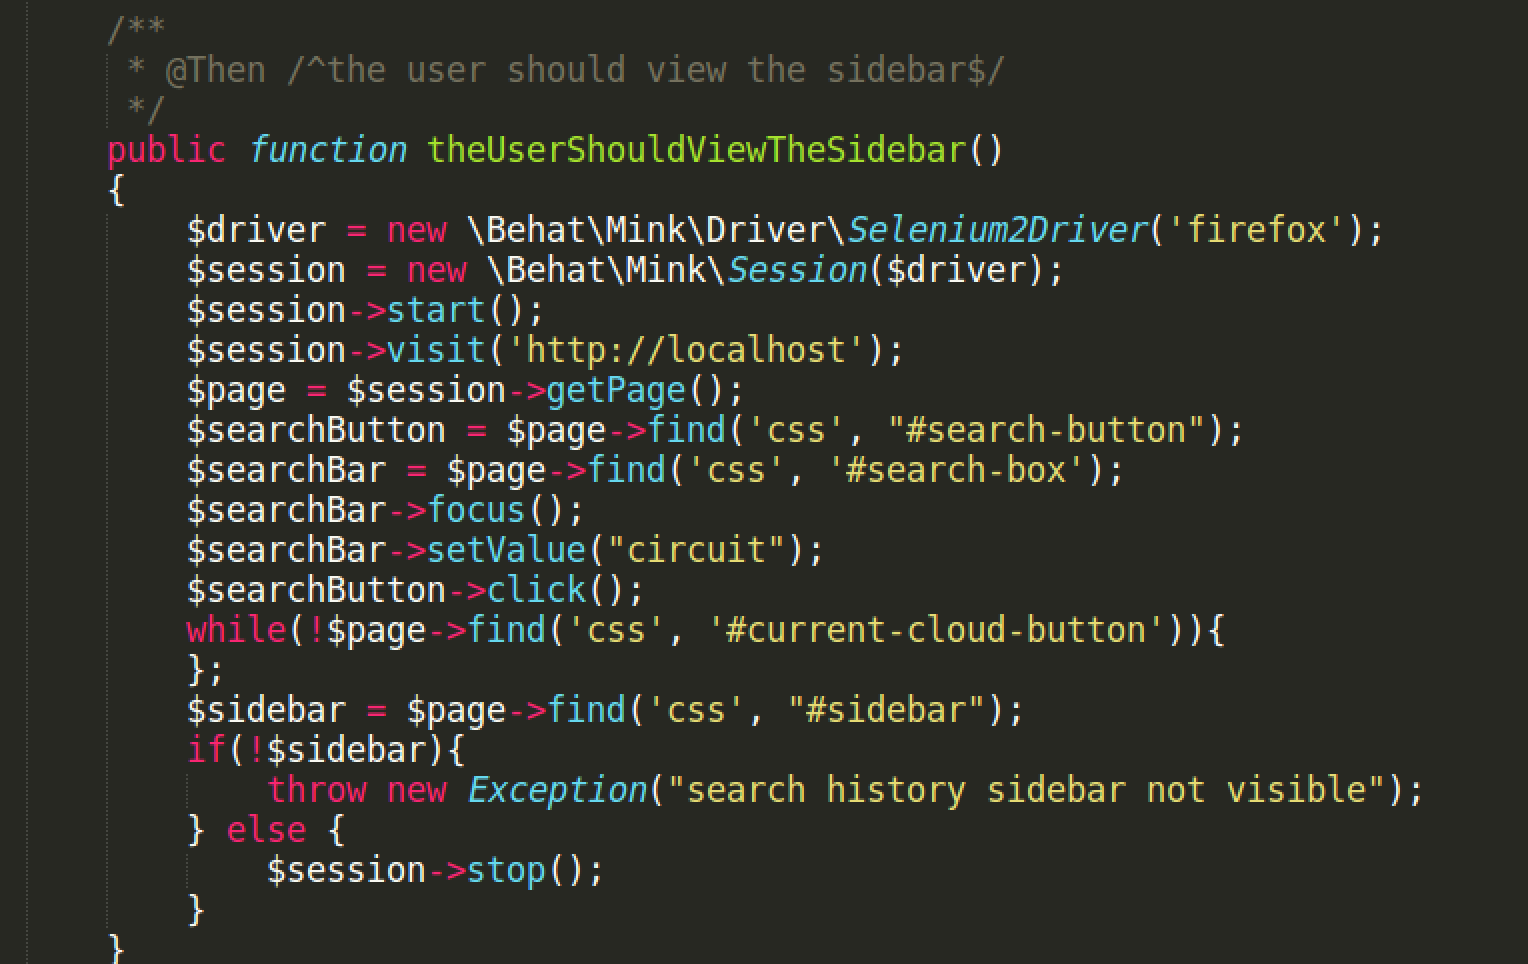 /**
 * @Then /^the user should view the sidebar$/
 */
public function theUserShouldViewTheSidebar()
{
    $driver = new \Behat\Mink\Driver\Selenium2Driver('firefox');
    $session = new \Behat\Mink\Session($driver);
    $session->start();
    $session->visit('http://localhost');
    $page = $session->getPage();
    $searchButton = $page->find('css', "#search-button");
    $searchBar = $page->find('css', '#search-box');
    $searchBar->focus();
    $searchBar->setValue("circuit");
    $searchButton->click();
    while(!$page->find('css', '#current-cloud-button')){
    };
    $sidebar = $page->find('css', "#sidebar");
    if(!$sidebar){
        throw new Exception("search history sidebar not visible");
    } else {
        $session->stop();
    }
}